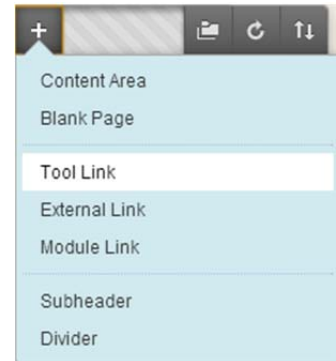 Content Area
Blank Page
Tool Link
External Link
Module Link
Subheader
Divider